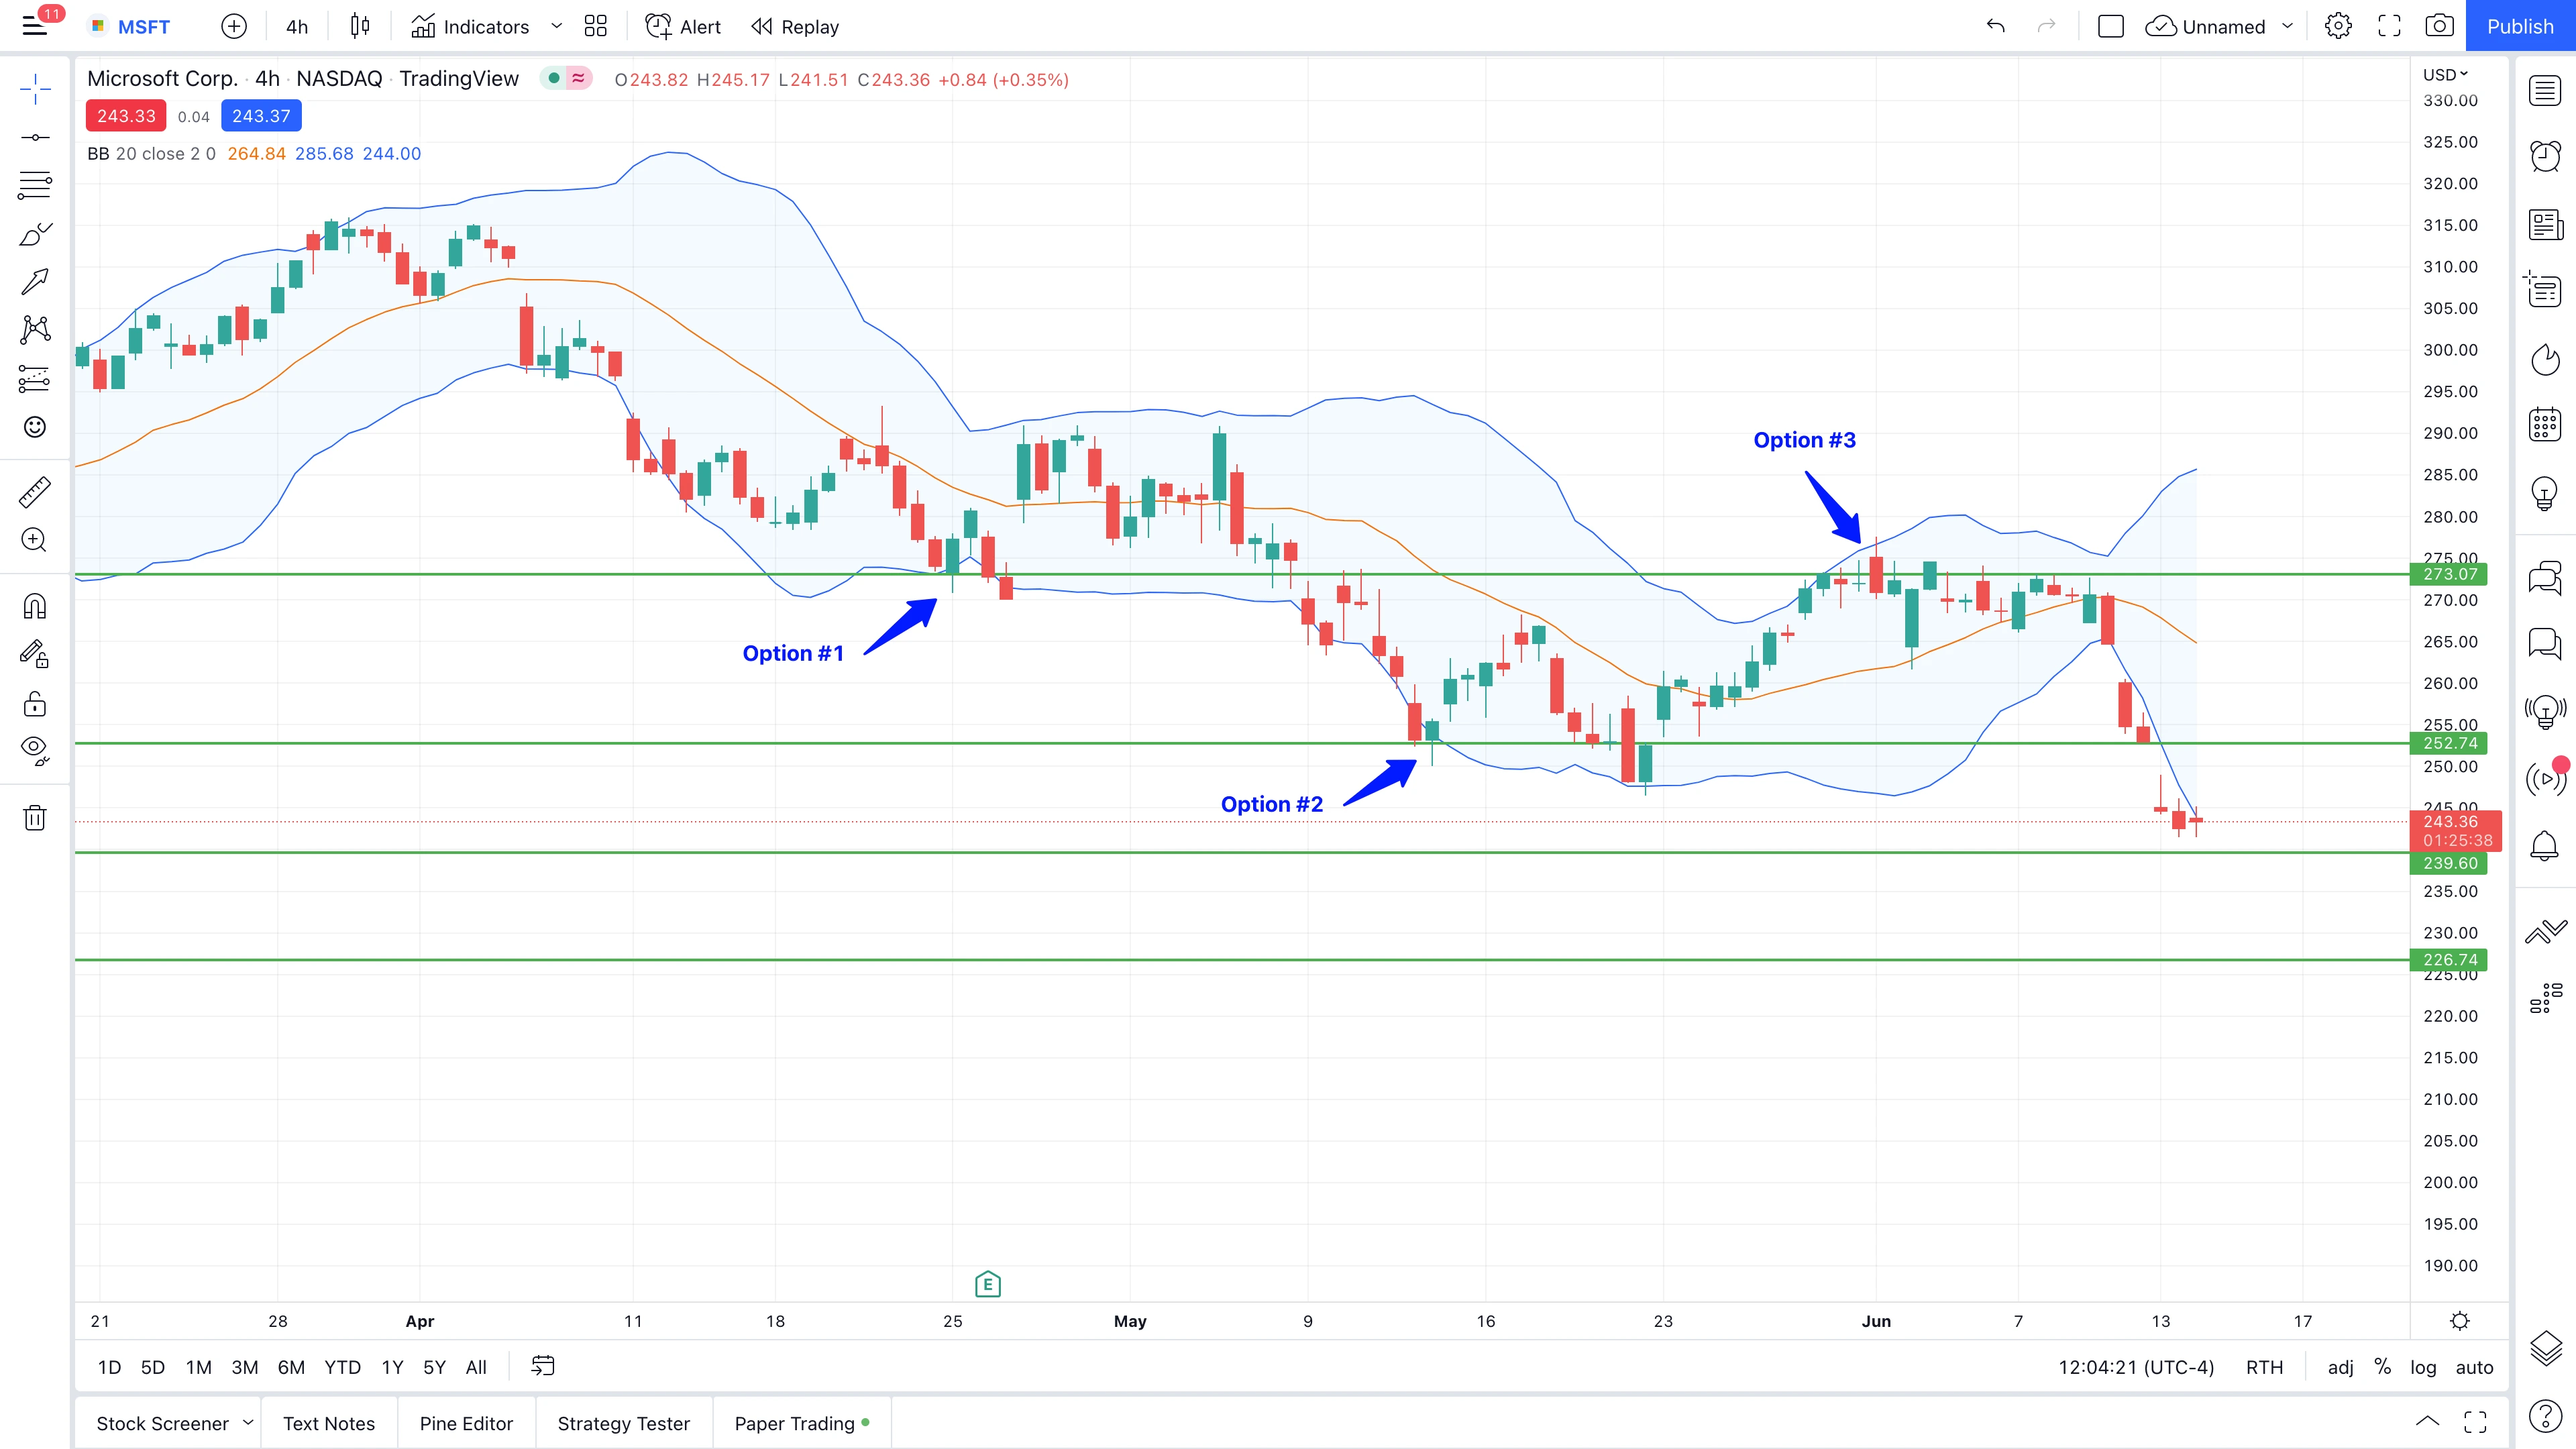 11
MSFT
4h
Indicators
Alert
Replay
Unnamed
Publish
Microsoft Corp. · 4h · NASDAQ · TradingView
O243.82 H245.17 L241.51 C243.36 +0.84 (+0.35%)
243.33 0.04 243.37
BB 20 close 2 0 264.84 285.68 244.00
USD
330.00
325.00
320.00
315.00
310.00
305.00
300.00
295.00
290.00
285.00
280.00
275.00
273.07
270.00
265.00
260.00
255.00
252.74
250.00
245.00
243.36
01:25:38
239.60
235.00
230.00
226.74
225.00
220.00
215.00
210.00
205.00
200.00
195.00
190.00
Option #3
Option #1
Option #2
E
21 28 Apr 11 18 25 May 9 16 23 Jun 7 13 17
1D 5D 1M 3M 6M YTD 1Y 5Y All
12:04:21 (UTC-4) RTH adj % log auto
Stock Screener Text Notes Pine Editor Strategy Tester Paper Trading